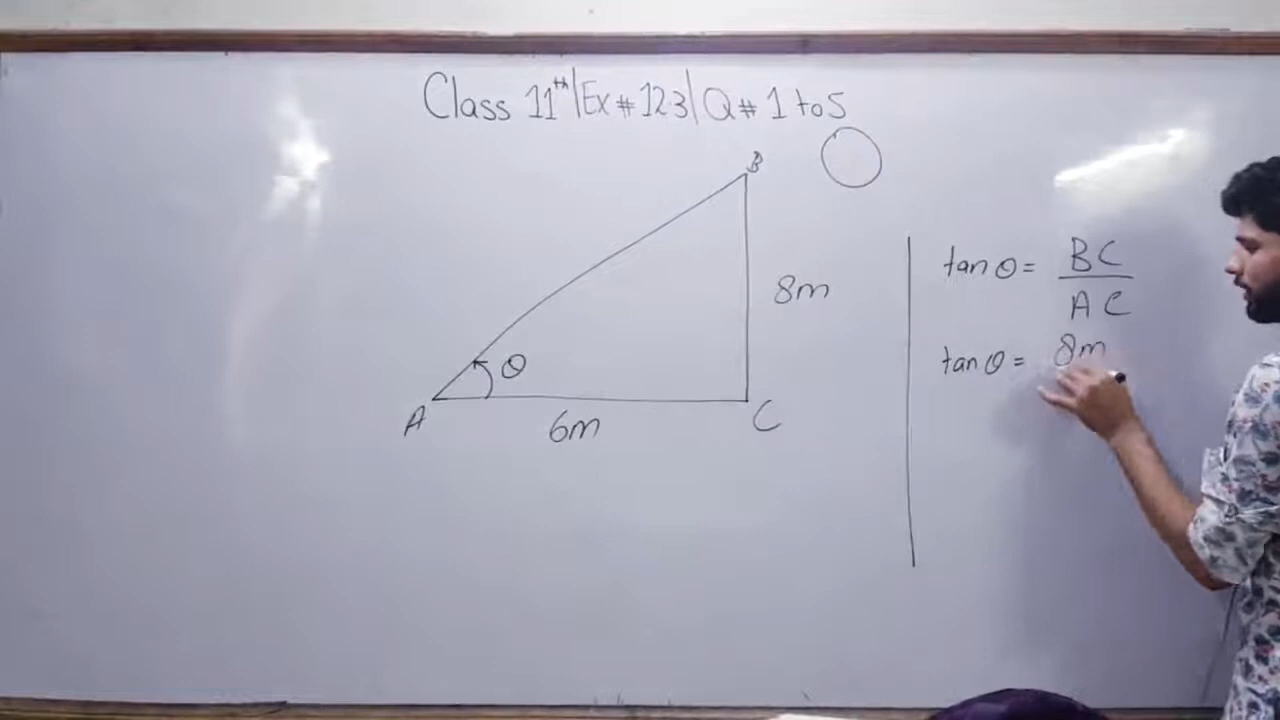 Class 11th | Ex # 12.3 | Q # 1 to 5
B
8m
θ
A
6m
C
tan θ = BC
AC
tan θ = 8m